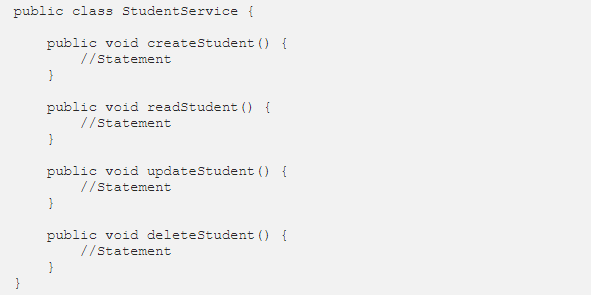 public class StudentService {
public void createStudent() {
//Statement
}
public void readStudent() {
//Statement
}
public void updateStudent() {
//Statement
}
public void deleteStudent() {
//Statement
}
}